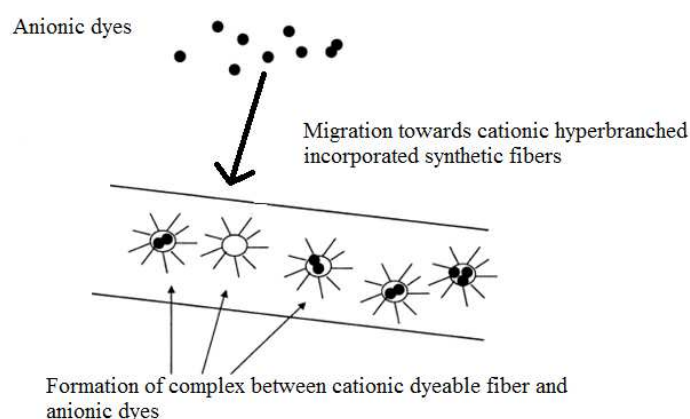 Anionic dyes
Migration towards cationic hyperbranched
incorporated synthetic fibers
Formation of complex between cationic dyeable fiber and
anionic dyes